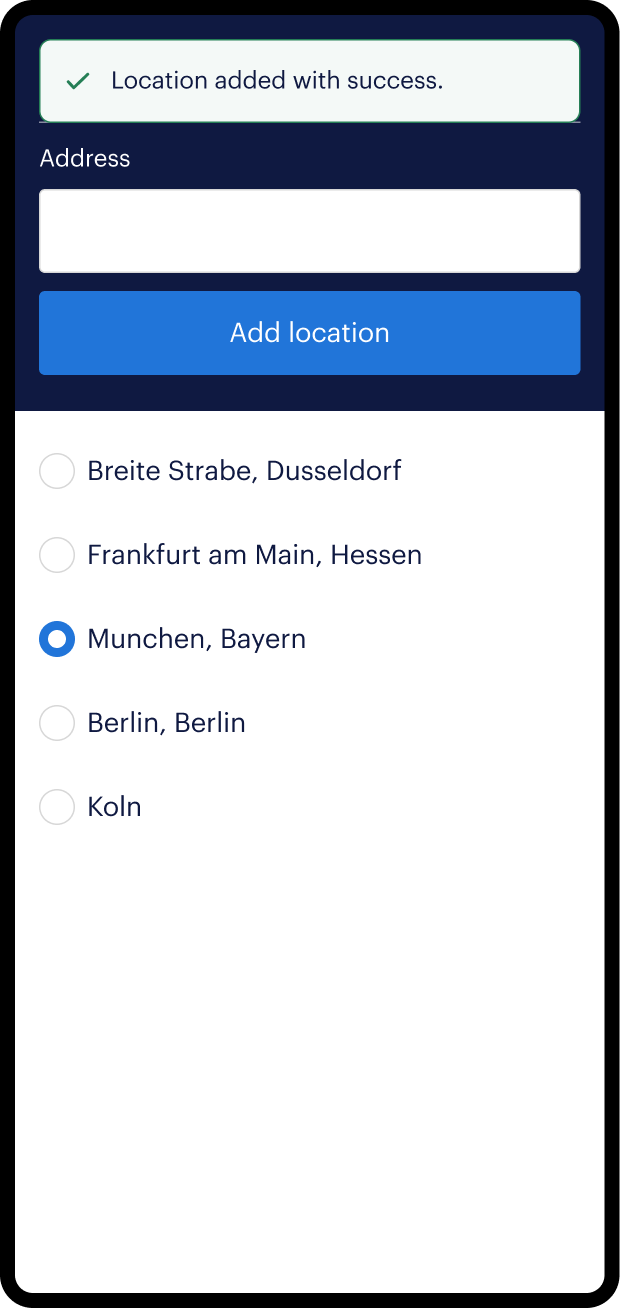 Location added with success.
Address
Add location
Breite Strabe, Dusseldorf
Frankfurt am Main, Hessen
Munchen, Bayern
Berlin, Berlin
Koln